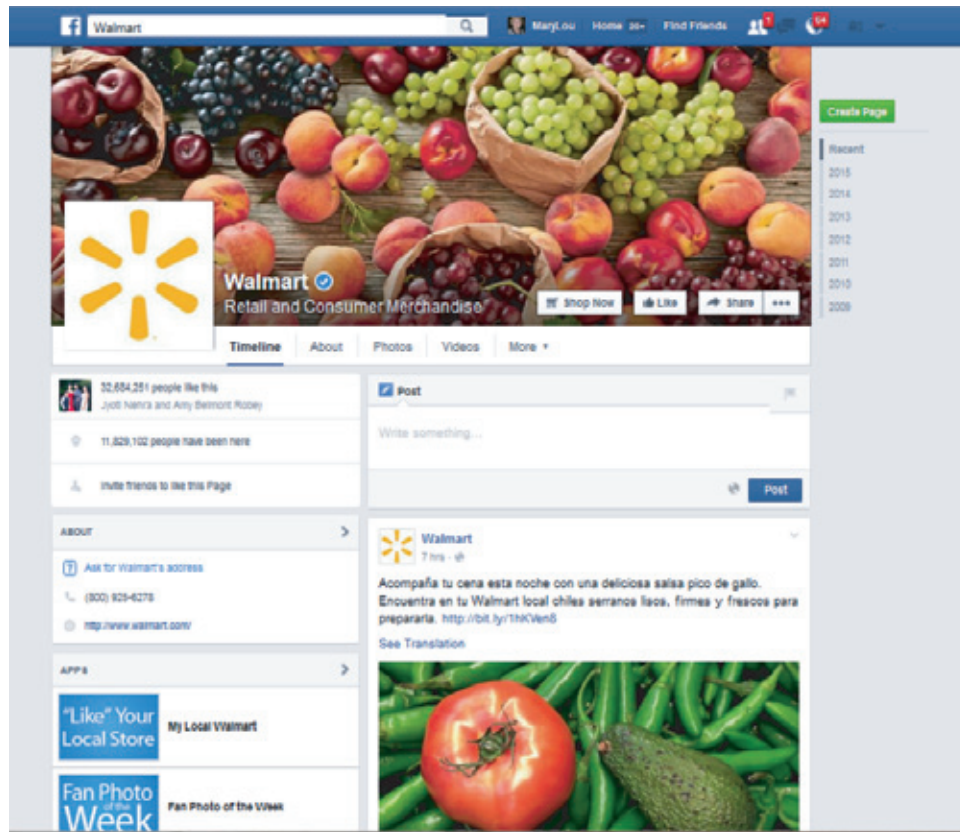 Walmart
MaryLou Home 20+ Find Friends 1
Create Page
Recent
2015
2014
2013
2012
2011
2010
2009
Walmart
Retail and Consumer Merchandise
Shop Now Like Share
Timeline About Photos Videos More
32,684,251 people like this
Jyoti Nehra and Amy Belmont Robey
11,829,102 people have been here
Invite friends to like this Page
ABOUT
Ask for Walmart's address
(800) 925-6278
http://www.walmart.com/
APPS
"Like" Your
Local Store
My Local Walmart
Fan Photo
of the
Week
Fan Photo of the Week
Post
Write something...
Post
Walmart
7 hrs
Acompaña tu cena esta noche con una deliciosa salsa pico de gallo.
Encuentra en tu Walmart local chiles serranos lisos, firmes y frescos para
prepararla. http://bit.ly/1hKVen8
See Translation